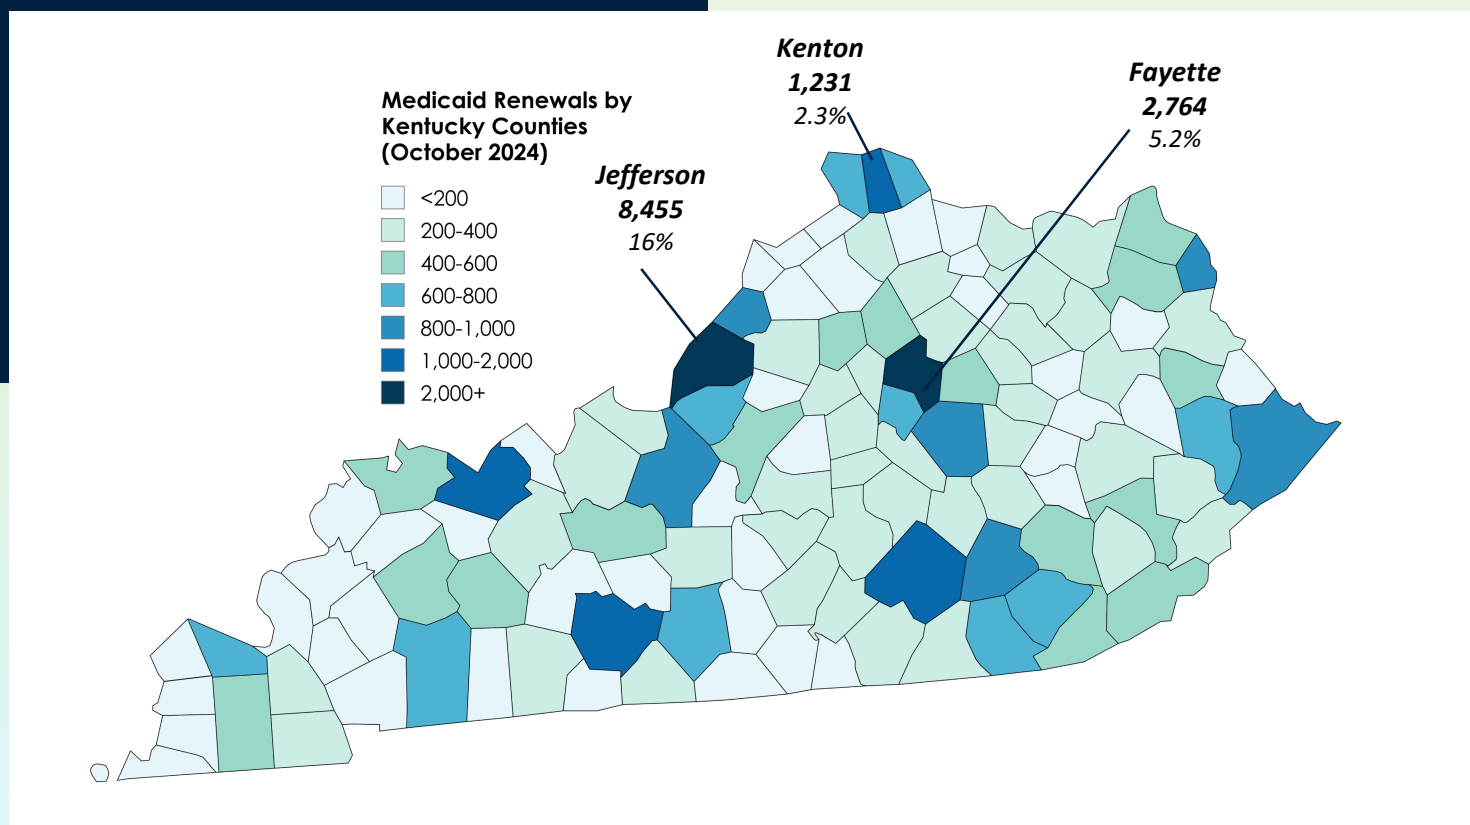 Kenton
1,231
2.3%
Fayette
2,764
5.2%
Medicaid Renewals by
Kentucky Counties
(October 2024)
<200
200-400
400-600
600-800
800-1,000
1,000-2,000
2,000+
Jefferson
8,455
16%